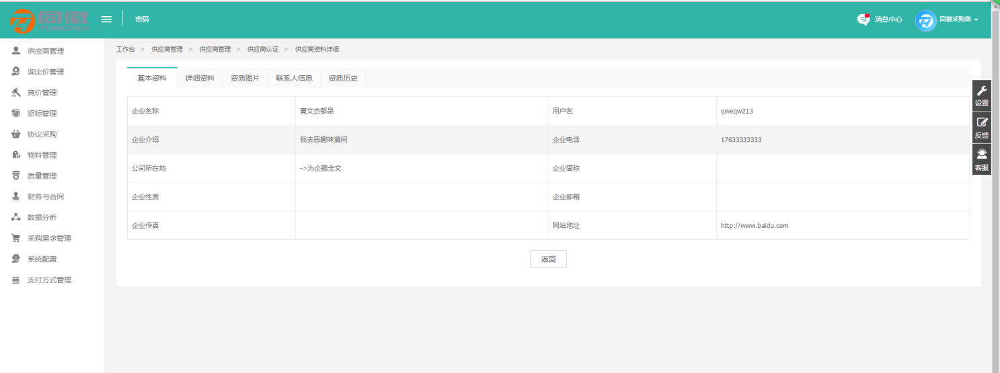 同徽
TONGHUI
密码
消息中心
同徽采购商
供应商管理
询比价管理
竞价管理
招标管理
协议采购
物料管理
质量管理
财务与合同
数据分析
采购需求管理
系统配置
支付方式管理
工作台 > 供应商管理 > 供应商管理 > 供应商认证 > 供应商资料详细
基本资料 详细资料 资质图片 联系人信息 资质历史
企业名称 黄文杰都是 用户名 qweqw213
企业介绍 我去恶趣味请问 企业电话 17633333333
公司所在地 ->为企鹅全文 企业简称
企业性质 企业邮箱
企业传真 网站地址 http://www.baidu.com
返回
设置
反馈
客服